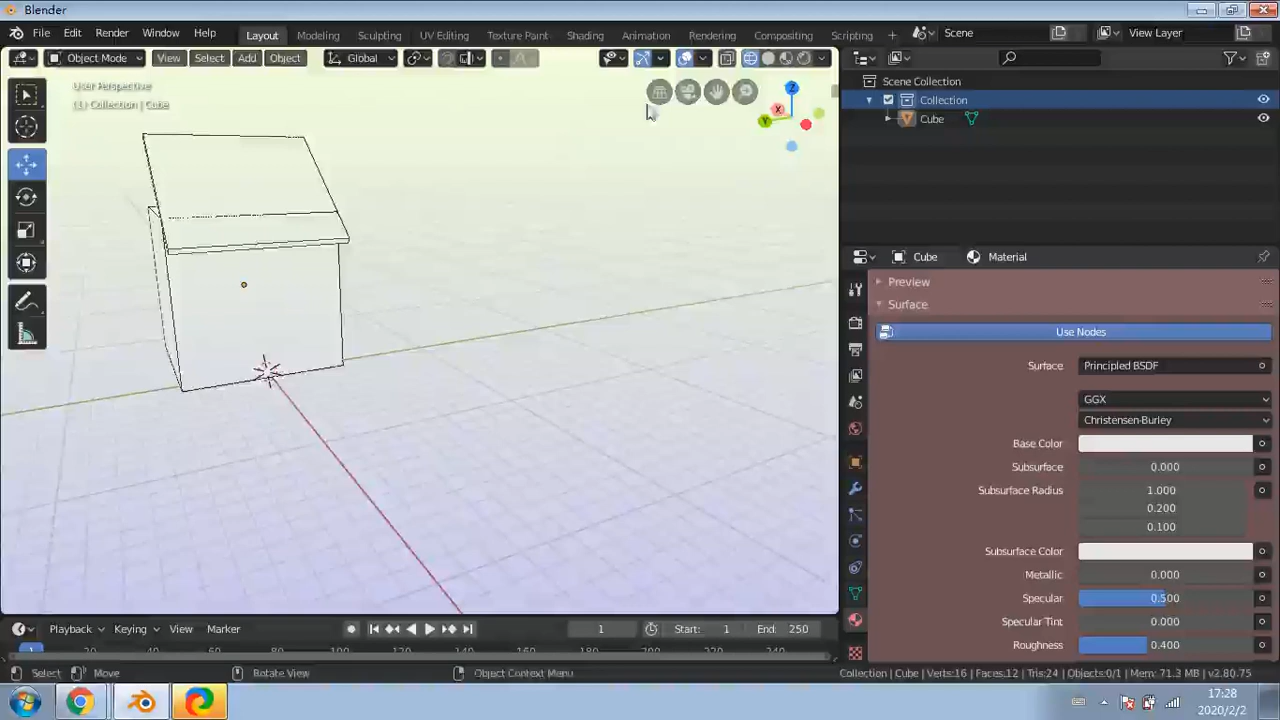 Blender
File Edit Render Window Help Layout Modeling Sculpting UV Editing Texture Paint Shading Animation Rendering Compositing Scripting Scene View Layer
Object Mode View Select Add Object Global
User Perspective
(1) Collection | Cube
X Y Z
Scene Collection
Collection
Cube
Cube Material
Preview
Surface
Use Nodes
Surface Principled BSDF
GGX
Christensen-Burley
Base Color
Subsurface 0.000
Subsurface Radius 1.000
0.200
0.100
Subsurface Color
Metallic 0.000
Specular 0.500
Specular Tint 0.000
Roughness 0.400
Playback Keying View Marker 1 Start: 1 End: 250
Select Move Rotate View Object Context Menu Collection | Cube | Verts:16 | Faces:12 | Tris:24 | Objects:0/1 | Mem: 71.3 MB | v2.80.75
17:28
2020/2/2